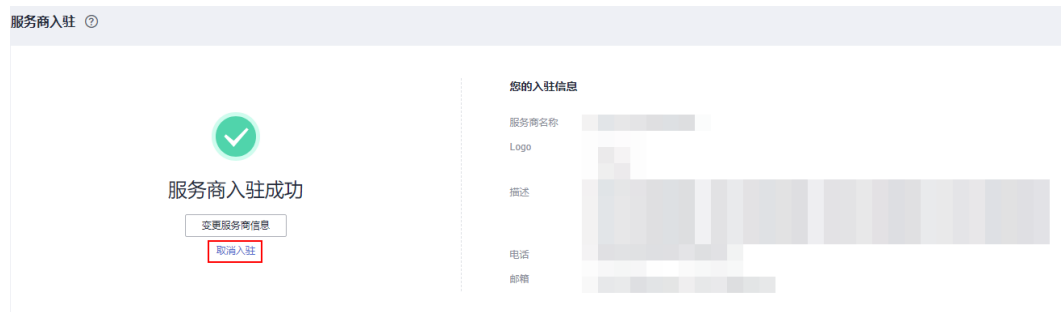 服务商入驻 ?
服务商入驻成功
变更服务商信息
取消入驻
您的入驻信息
服务商名称
Logo
描述
电话
邮箱